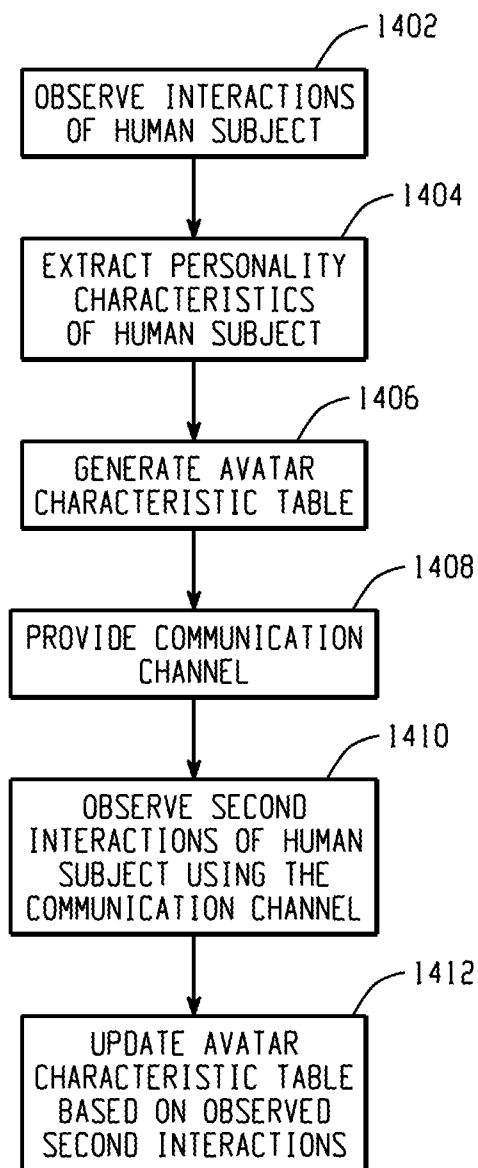 1402
OBSERVE INTERACTIONS
OF HUMAN SUBJECT
1404
EXTRACT PERSONALITY
CHARACTERISTICS
OF HUMAN SUBJECT
1406
GENERATE AVATAR
CHARACTERISTIC TABLE
1408
PROVIDE COMMUNICATION
CHANNEL
1410
OBSERVE SECOND
INTERACTIONS OF HUMAN
SUBJECT USING THE
COMMUNICATION CHANNEL
1412
UPDATE AVATAR
CHARACTERISTIC TABLE
BASED ON OBSERVED
SECOND INTERACTIONS